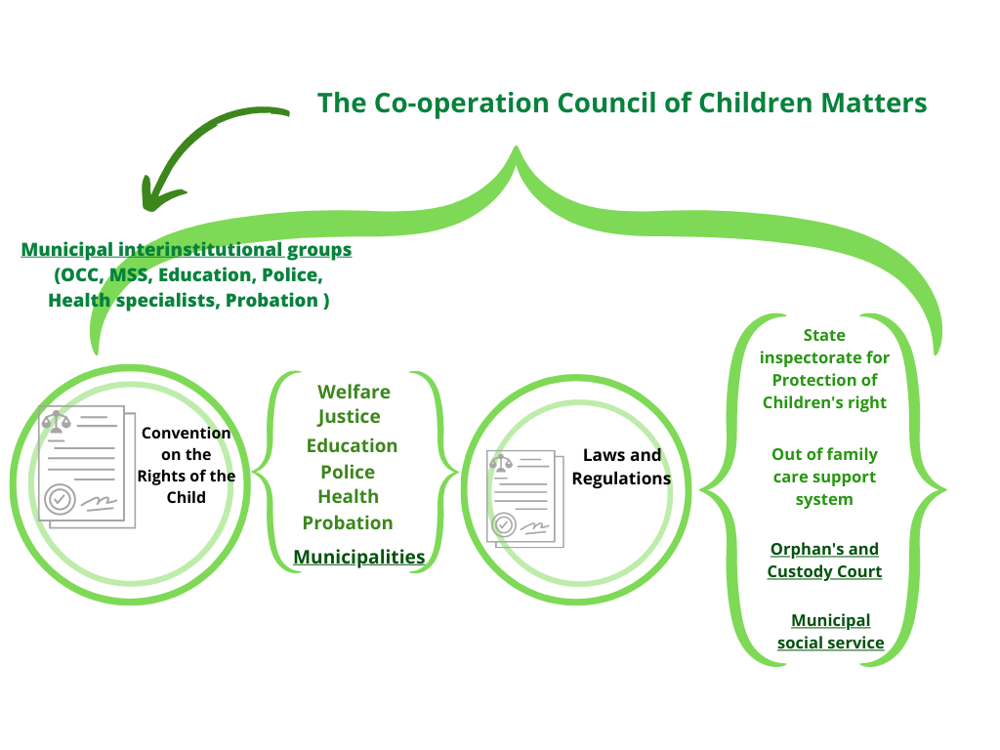 The Co-operation Council of Children Matters
Municipal interinstitutional groups
(OCC, MSS, Education, Police,
Health specialists, Probation )
Convention
on the
Rights of the
Child
Welfare
Justice
Education
Police
Health
Probation
Municipalities
Laws and
Regulations
State
inspectorate for
Protection of
Children's right
Out of family
care support
system
Orphan's and
Custody Court
Municipal
social service